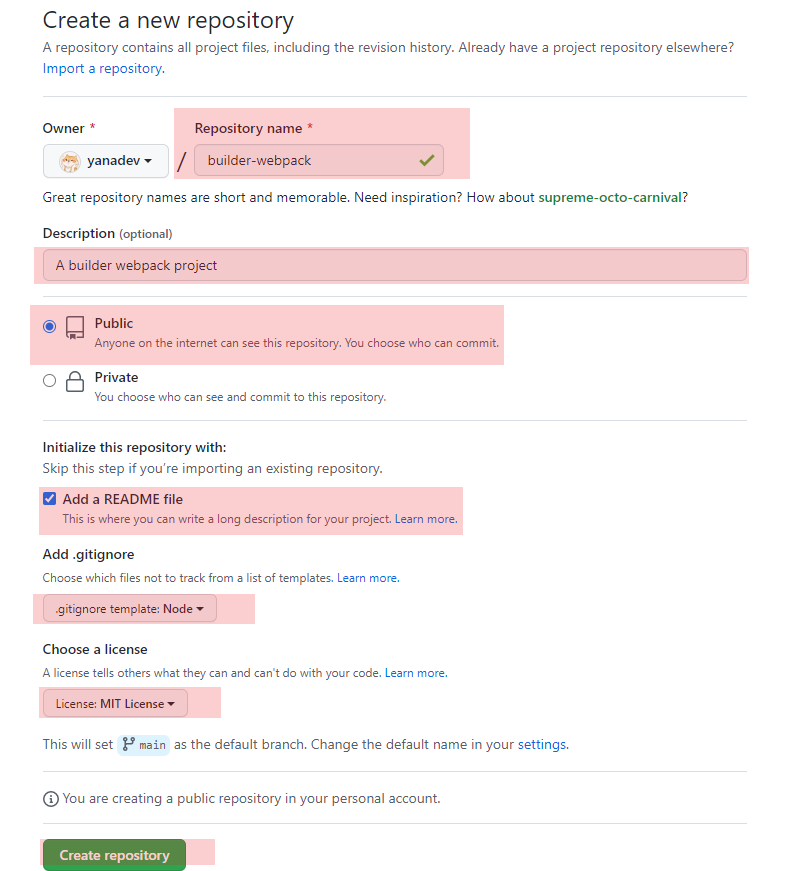 Create a new repository
A repository contains all project files, including the revision history. Already have a project repository elsewhere?
Import a repository.
Owner * Repository name *
yanadev / builder-webpack
Great repository names are short and memorable. Need inspiration? How about supreme-octo-carnival?
Description (optional)
A builder webpack project
Public
Anyone on the internet can see this repository. You choose who can commit.
Private
You choose who can see and commit to this repository.
Initialize this repository with:
Skip this step if you’re importing an existing repository.
Add a README file
This is where you can write a long description for your project. Learn more.
Add .gitignore
Choose which files not to track from a list of templates. Learn more.
.gitignore template: Node
Choose a license
A license tells others what they can and can't do with your code. Learn more.
License: MIT License
This will set main as the default branch. Change the default name in your settings.
You are creating a public repository in your personal account.
Create repository